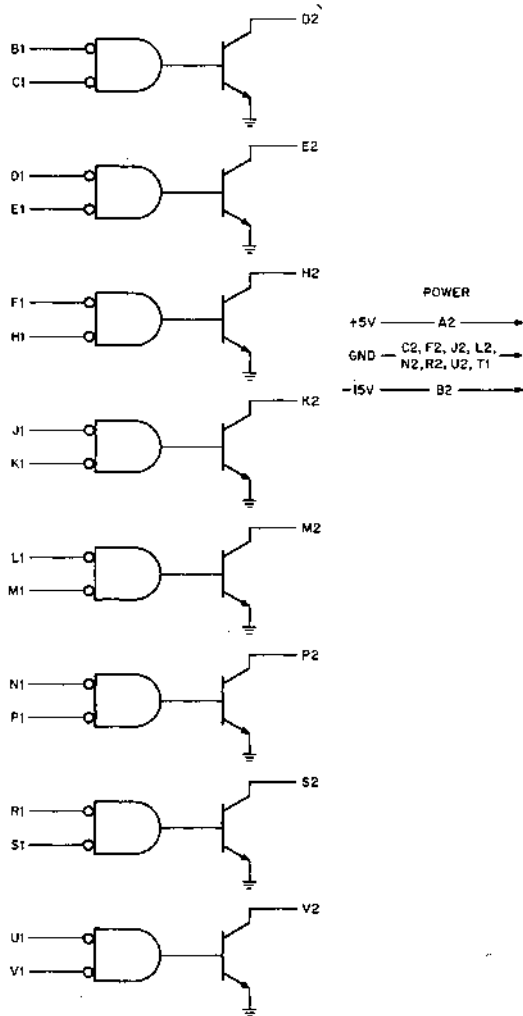 D2
B1
C1
E2
D1
E1
H2
F1
H1
POWER
+5V A2
GND C2, F2, J2, L2,
N2, R2, U2, T1
-15V B2
K2
J1
K1
M2
L1
M1
P2
N1
P1
S2
R1
S1
V2
U1
V1